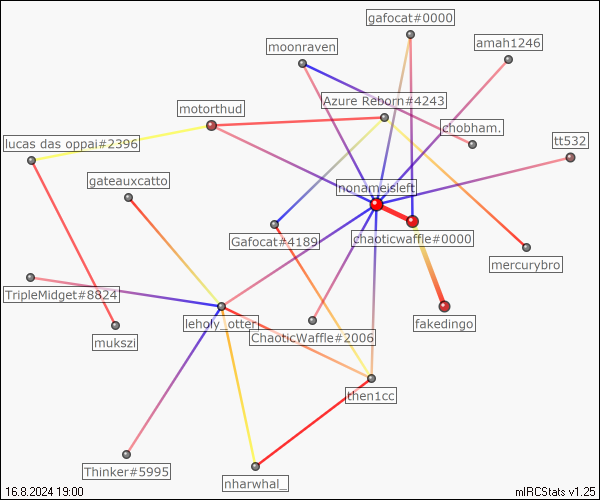 gafocat#0000
moonraven
amah1246
Azure Reborn#4243
motorthud
chobham.
lucas das oppai#2396
tt532
gateauxcatto
nonameisleft
Gafocat#4189
chaoticwaffle#0000
mercurybro
TripleMidget#8824
leholy_otter
fakedingo
ChaoticWaffle#2006
mukszi
then1cc
Thinker#5995
nharwhal_
16.8.2024 19:00
mIRCStats v1.25